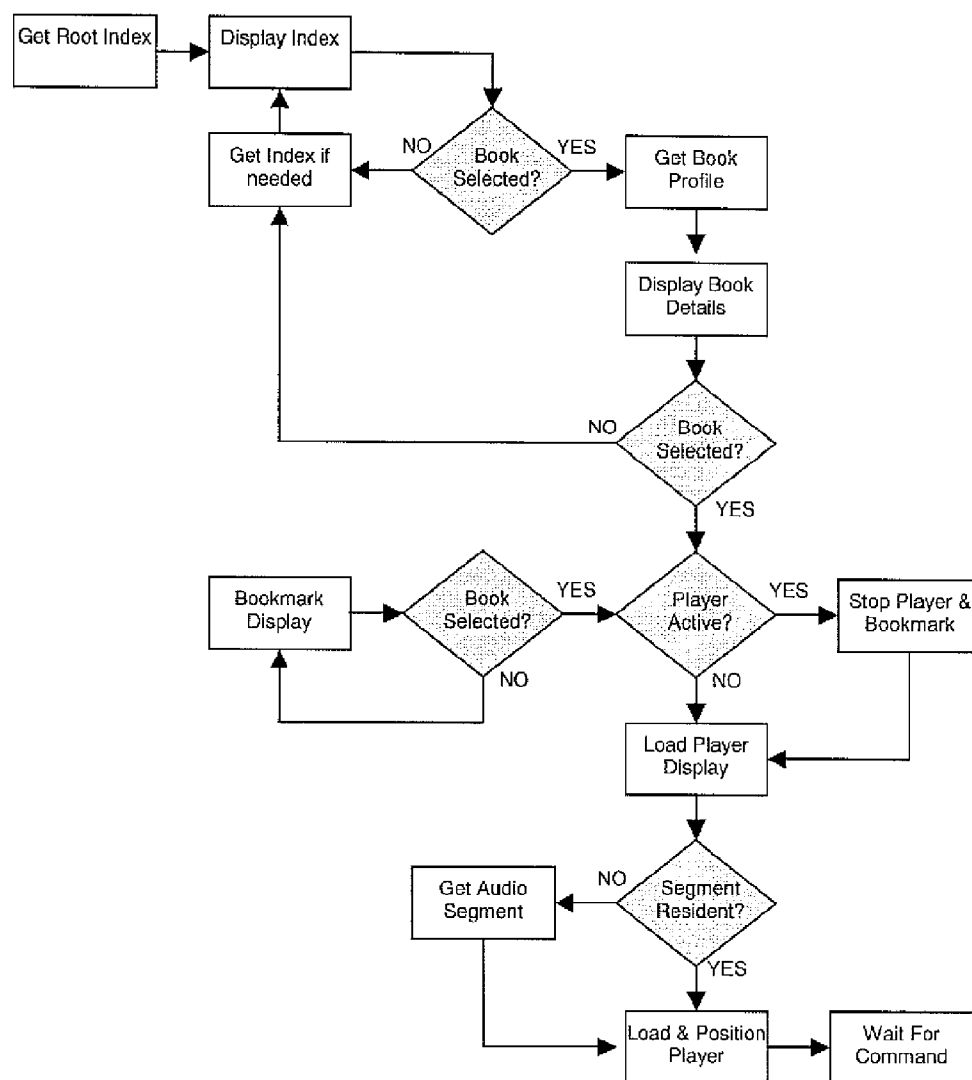 Get Root Index
Display Index
Get Index if
needed
NO
Book
Selected?
YES
Get Book
Profile
Display Book
Details
NO
Book
Selected?
YES
Bookmark
Display
Book
Selected?
YES
NO
Player
Active?
YES
NO
Stop Player &
Bookmark
Load Player
Display
Get Audio
Segment
NO
Segment
Resident?
YES
Load & Position
Player
Wait For
Command